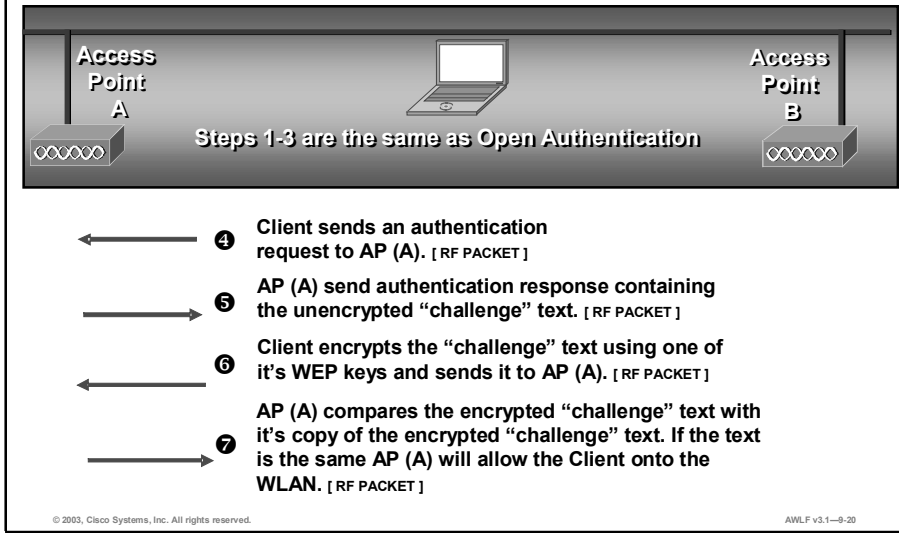 Access
Point
A
Access
Point
B
Steps 1-3 are the same as Open Authentication
❹ Client sends an authentication
request to AP (A). [ RF PACKET ]
❺ AP (A) send authentication response containing
the unencrypted “challenge” text. [ RF PACKET ]
❻ Client encrypts the “challenge” text using one of
it’s WEP keys and sends it to AP (A). [ RF PACKET ]
❼ AP (A) compares the encrypted “challenge” text with
it’s copy of the encrypted “challenge” text. If the text
is the same AP (A) will allow the Client onto the
WLAN. [ RF PACKET ]
© 2003, Cisco Systems, Inc. All rights reserved.
AWLF v3.1—9-20